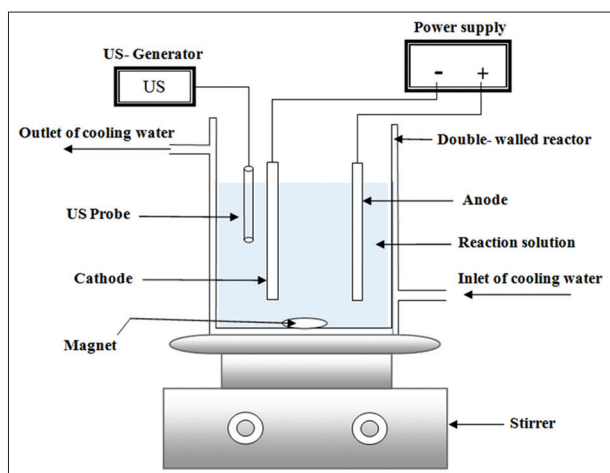 Power supply
US- Generator
US
- +
Outlet of cooling water
Double- walled reactor
US Probe
Anode
Reaction solution
Cathode
Inlet of cooling water
Magnet
Stirrer